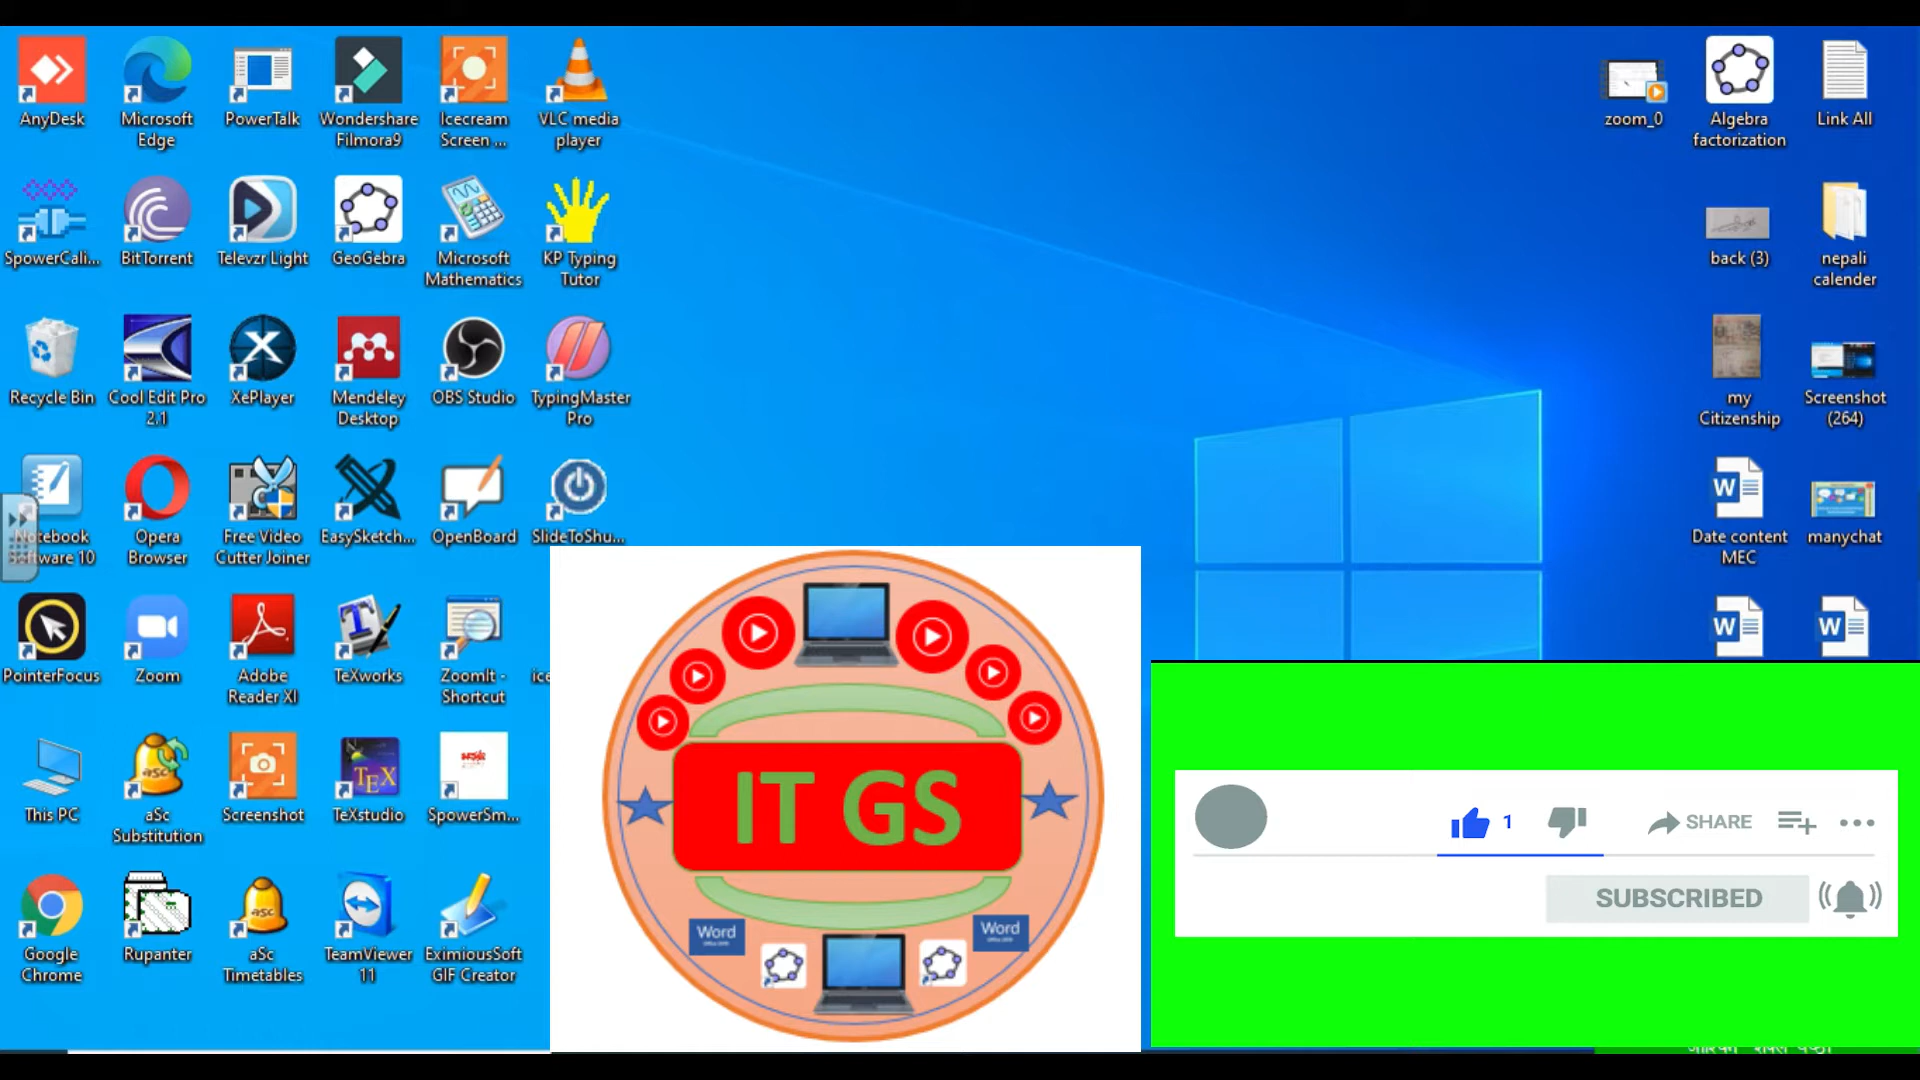 AnyDesk
Microsoft
Edge
PowerTalk
Wondershare
Filmora9
Icecream
Screen ...
VLC media
player
zoom_0
Algebra
factorization
Link All
SpowerCali...
BitTorrent
Televzr Light
GeoGebra
Microsoft
Mathematics
KP Typing
Tutor
back (3)
nepali
calender
Recycle Bin
Cool Edit Pro
2.1
XePlayer
Mendeley
Desktop
OBS Studio
TypingMaster
Pro
my
Citizenship
Screenshot
(264)
Notebook
Software 10
Opera
Browser
Free Video
Cutter Joiner
EasySketch...
OpenBoard
SlideToShu...
Date content
MEC
manychat
PointerFocus
Zoom
Adobe
Reader XI
TeXworks
ZoomIt -
Shortcut
ice
This PC
aSc
Substitution
Screenshot
TeXstudio
SpowerSm...
Google
Chrome
Rupanter
aSc
Timetables
TeamViewer
11
EximiousSoft
GIF Creator
IT GS
Word
Word
1
SHARE
SUBSCRIBED